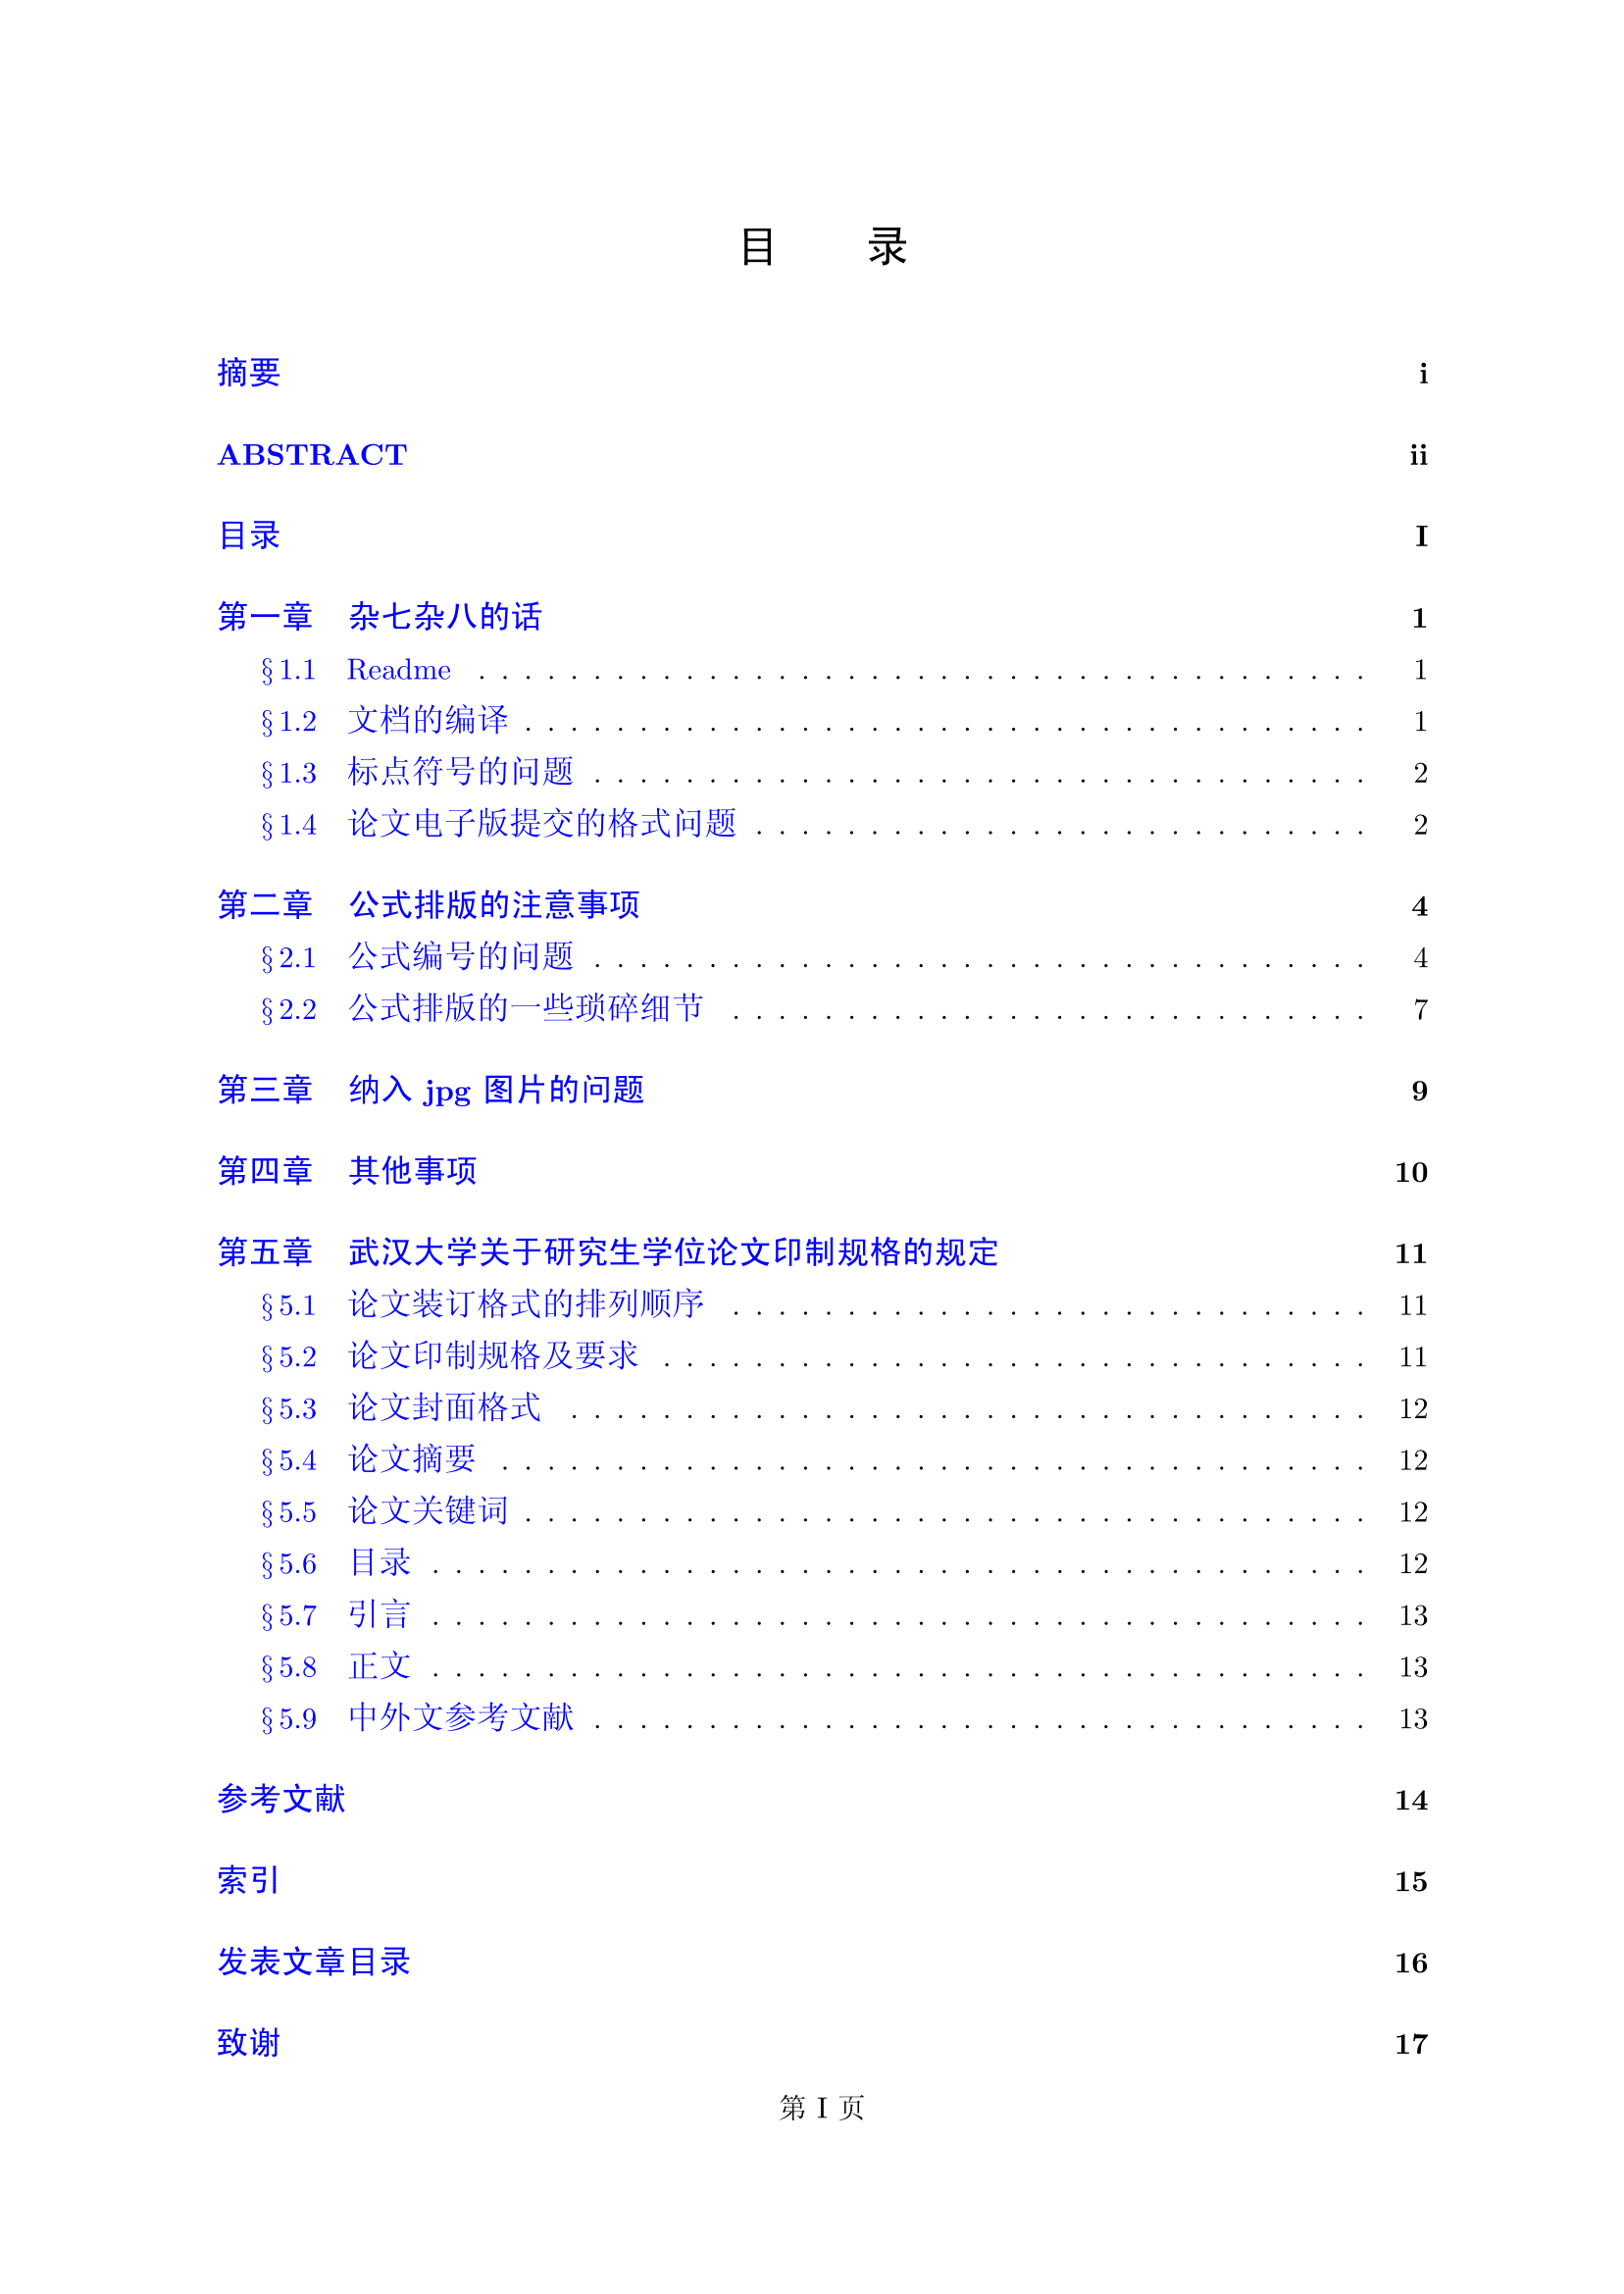 目 录
摘要 i
ABSTRACT ii
目录 I
第一章 杂七杂八的话 1
§1.1 Readme . . . . . . . . . . . . . . . . . . . . . . . . . . . . . . . . . . . . . . . 1
§1.2 文档的编译 . . . . . . . . . . . . . . . . . . . . . . . . . . . . . . . . . . . . . 1
§1.3 标点符号的问题 . . . . . . . . . . . . . . . . . . . . . . . . . . . . . . . . . . 2
§1.4 论文电子版提交的格式问题 . . . . . . . . . . . . . . . . . . . . . . . . . . . 2
第二章 公式排版的注意事项 4
§2.1 公式编号的问题 . . . . . . . . . . . . . . . . . . . . . . . . . . . . . . . . . . 4
§2.2 公式排版的一些琐碎细节 . . . . . . . . . . . . . . . . . . . . . . . . . . . . 7
第三章 纳入 jpg 图片的问题 9
第四章 其他事项 10
第五章 武汉大学关于研究生学位论文印制规格的规定 11
§5.1 论文装订格式的排列顺序 . . . . . . . . . . . . . . . . . . . . . . . . . . . . 11
§5.2 论文印制规格及要求 . . . . . . . . . . . . . . . . . . . . . . . . . . . . . . . 11
§5.3 论文封面格式 . . . . . . . . . . . . . . . . . . . . . . . . . . . . . . . . . . . 12
§5.4 论文摘要 . . . . . . . . . . . . . . . . . . . . . . . . . . . . . . . . . . . . . . 12
§5.5 论文关键词 . . . . . . . . . . . . . . . . . . . . . . . . . . . . . . . . . . . . . 12
§5.6 目录 . . . . . . . . . . . . . . . . . . . . . . . . . . . . . . . . . . . . . . . . . 12
§5.7 引言 . . . . . . . . . . . . . . . . . . . . . . . . . . . . . . . . . . . . . . . . . 13
§5.8 正文 . . . . . . . . . . . . . . . . . . . . . . . . . . . . . . . . . . . . . . . . . 13
§5.9 中外文参考文献 . . . . . . . . . . . . . . . . . . . . . . . . . . . . . . . . . . 13
参考文献 14
索引 15
发表文章目录 16
致谢 17
第 I 页